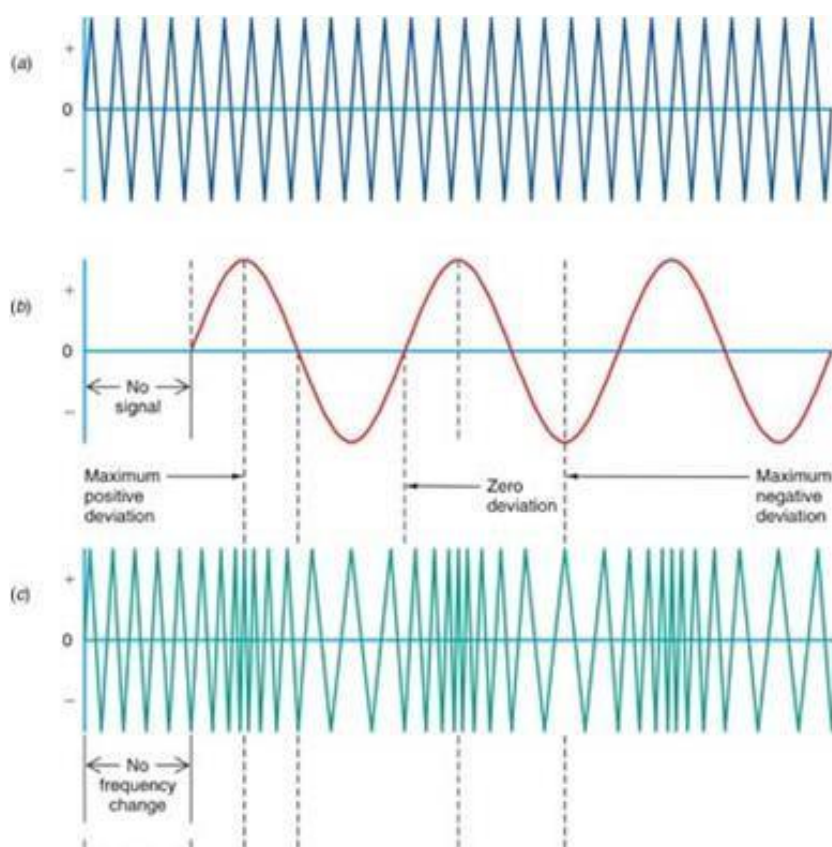 (a)
+
0
–
(b)
+
0
–
No
signal
Maximum
positive
deviation
Zero
deviation
Maximum
negative
deviation
(c)
+
0
–
No
frequency
change